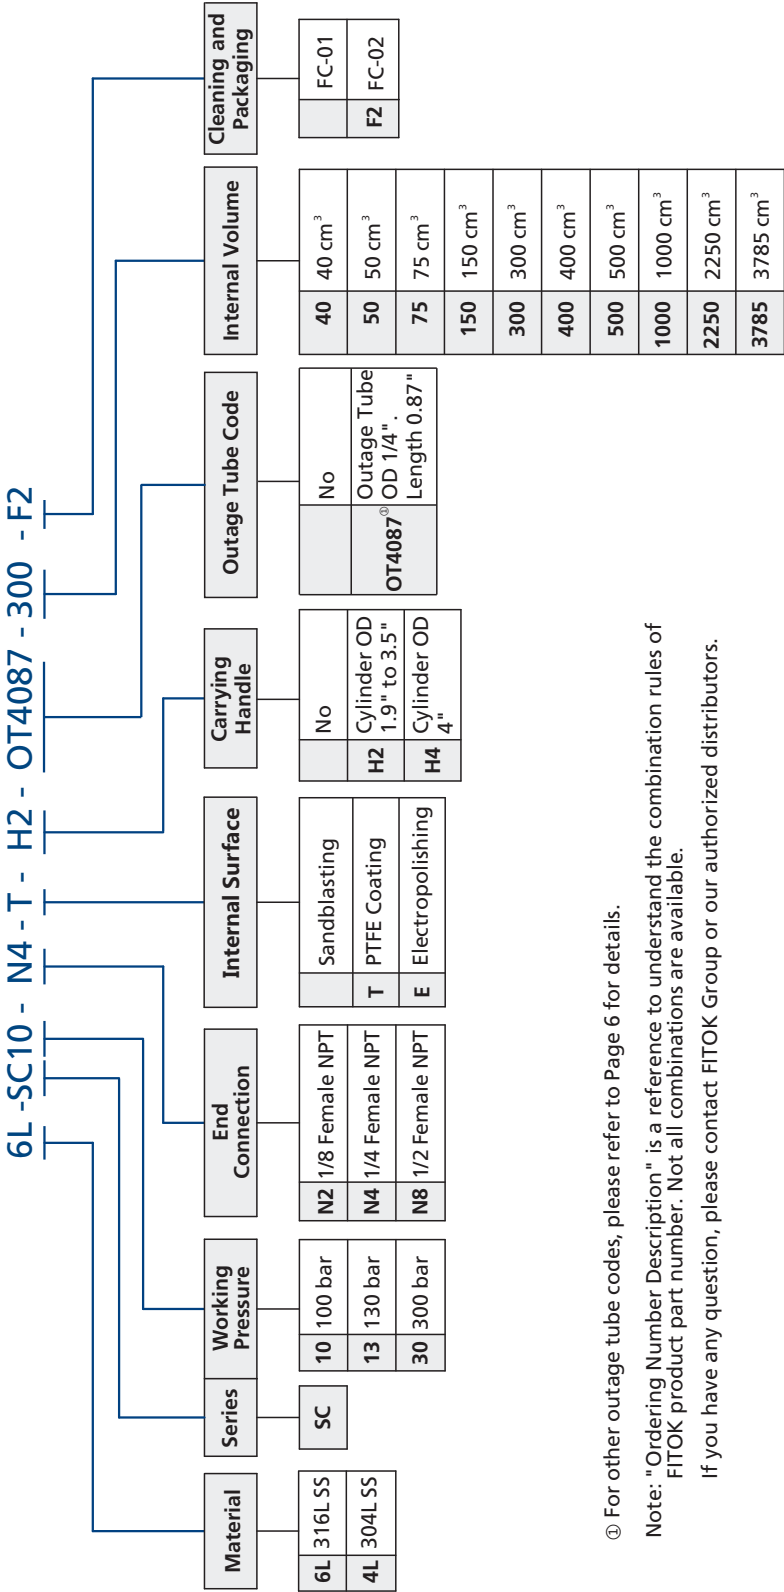 6L -SC10 - N4 - T - H2 - OT4087 - 300 - F2
Material
6L 316L SS
4L 304L SS
Series
SC
Working
Pressure
10 100 bar
13 130 bar
30 300 bar
End
Connection
N2 1/8 Female NPT
N4 1/4 Female NPT
N8 1/2 Female NPT
Internal Surface
Sandblasting
T PTFE Coating
E Electropolishing
Carrying
Handle
No
H2 Cylinder OD
1.9" to 3.5"
H4 Cylinder OD
4"
Outage Tube Code
No
OT4087① Outage Tube
OD 1/4" .
Length 0.87"
Internal Volume
40 40 cm³
50 50 cm³
75 75 cm³
150 150 cm³
300 300 cm³
400 400 cm³
500 500 cm³
1000 1000 cm³
2250 2250 cm³
3785 3785 cm³
Cleaning and
Packaging
FC-01
F2 FC-02
① For other outage tube codes, please refer to Page 6 for details.
Note: "Ordering Number Description" is a reference to understand the combination rules of
FITOK product part number. Not all combinations are available.
If you have any question, please contact FITOK Group or our authorized distributors.